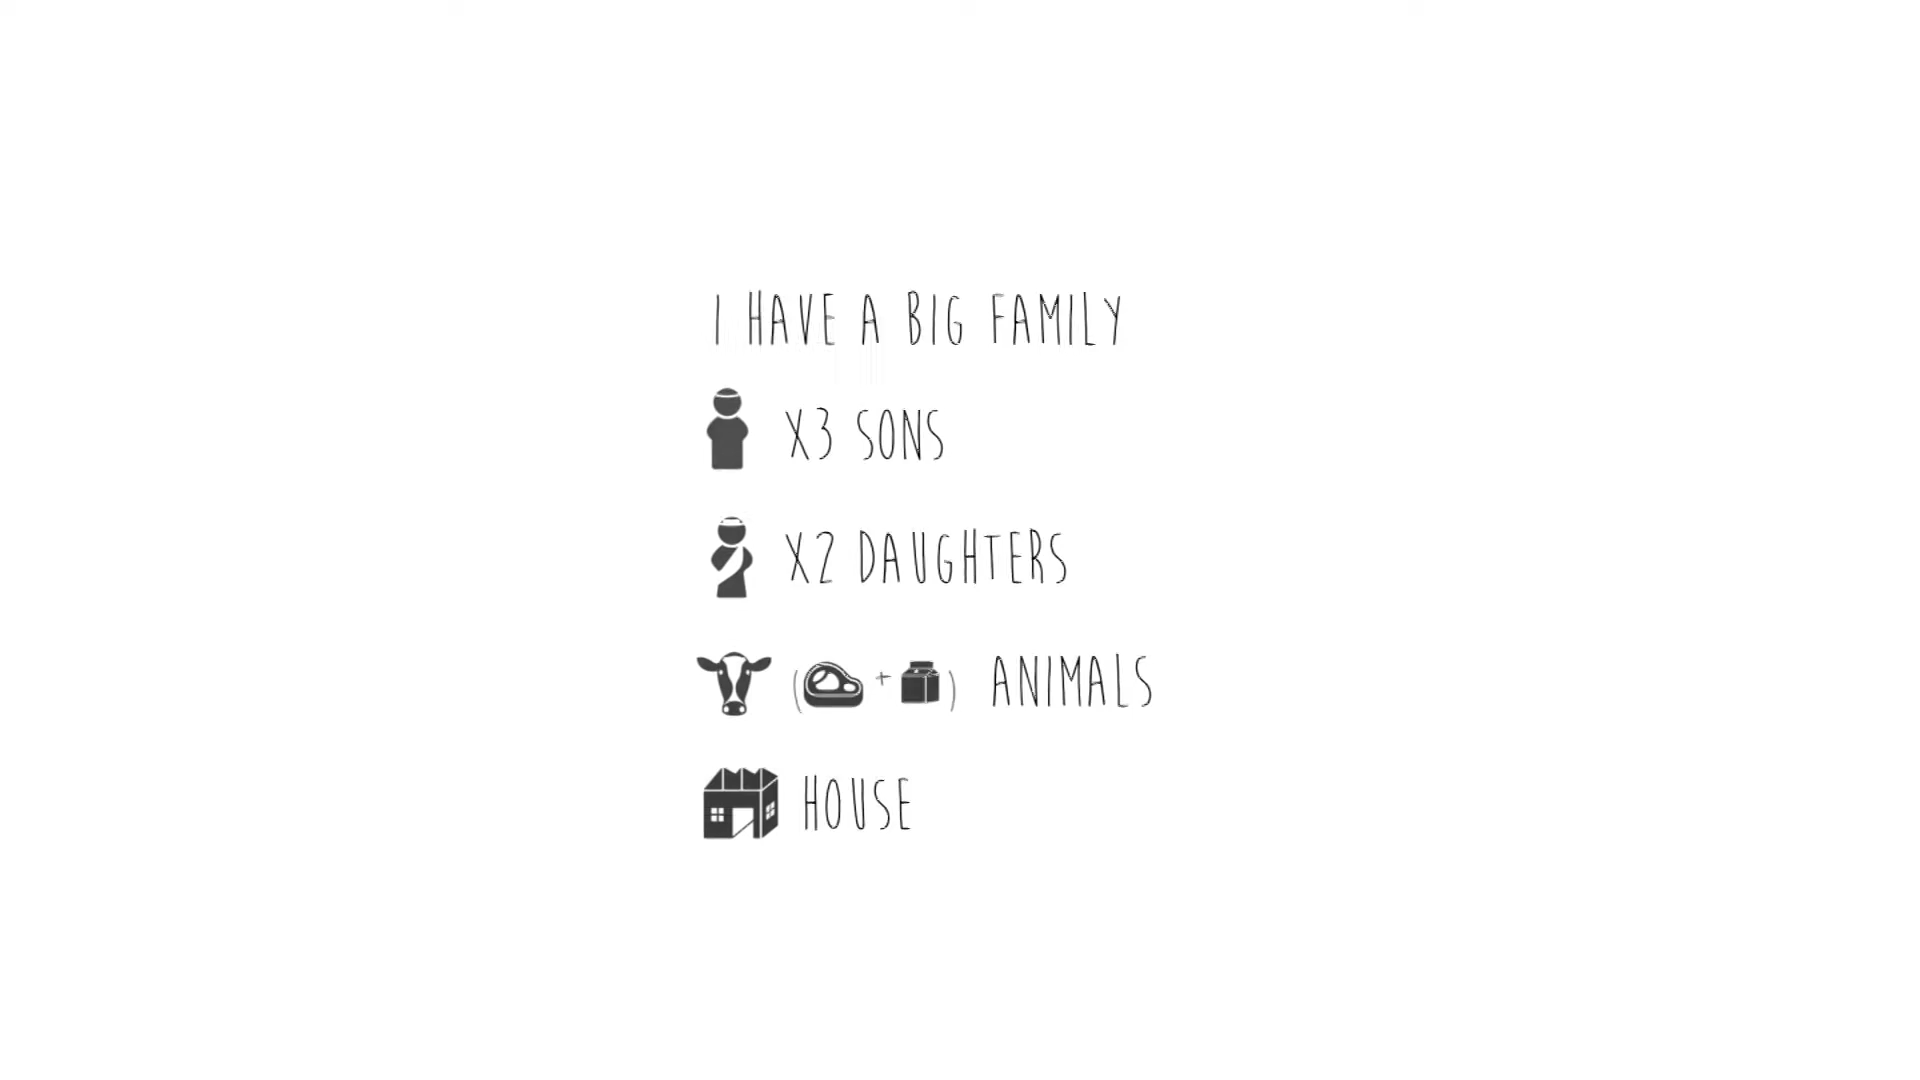 I HAVE A BIG FAMILY
X3 SONS
X2 DAUGHTERS
( + ) ANIMALS
HOUSE